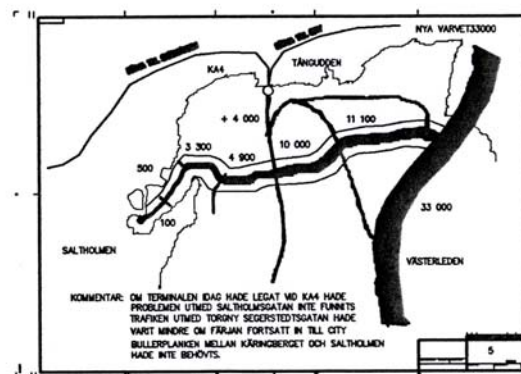 NYA VARVET33000
KA4
TÅNGUDDEN
+ 4 000
11 100
3 300
10 000
4 900
500
100
33 000
SALTHOLMEN
VÄSTERLEDEN
KOMMENTAR: OM TERMINALEN IDAG HADE LEGAT VID KA4 HADE
PROBLEMEN UTMED SALTHOLMSGATAN INTE FUNNITS
TRAFIKEN UTMED TORGNY SEGERSTEDTSGATAN HADE
VARIT MINDRE OM FÄRJAN FORTSATT IN TILL CITY
BULLERPLANKEN MELLAN KÄRINGBERGET OCH SALTHOLMEN
HADE INTE BEHÖVTS.
5